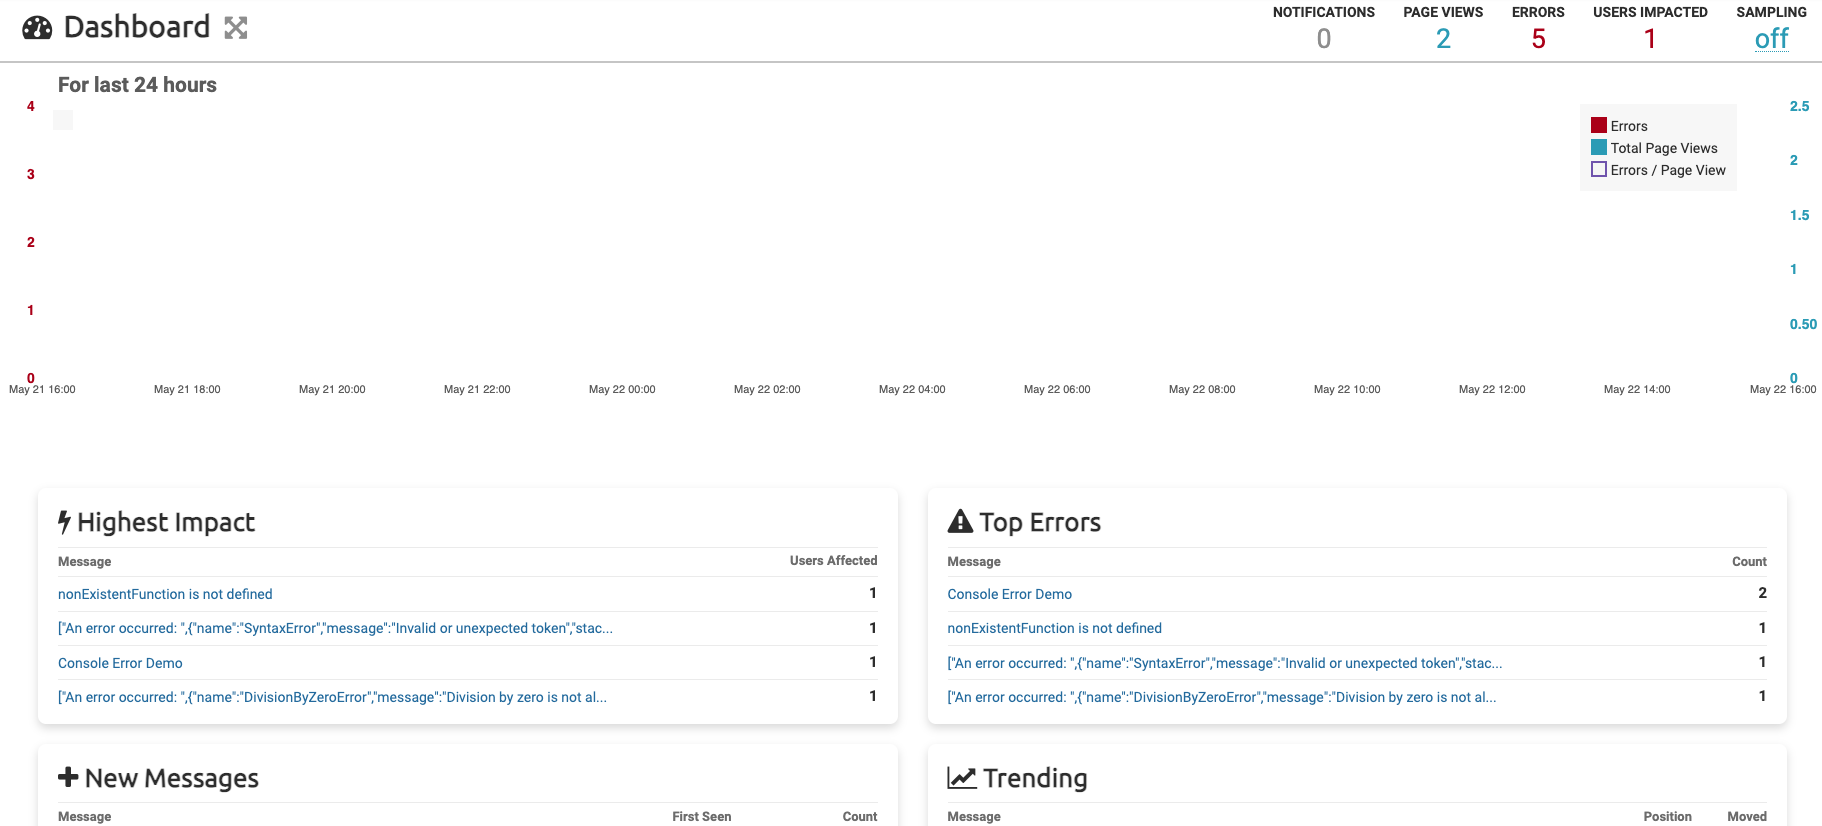 Dashboard
NOTIFICATIONS PAGE VIEWS ERRORS USERS IMPACTED SAMPLING
0 2 5 1 off
For last 24 hours
4 2.5
Errors
Total Page Views
2
Errors / Page View
3
1.5
2
1
1
0.50
0 0
May 21 16:00 May 21 18:00 May 21 20:00 May 21 22:00 May 22 00:00 May 22 02:00 May 22 04:00 May 22 06:00 May 22 08:00 May 22 10:00 May 22 12:00 May 22 14:00 May 22 16:00
Highest Impact
Message Users Affected
nonExistentFunction is not defined 1
["An error occurred: ",{"name":"SyntaxError","message":"Invalid or unexpected token","stac... 1
Console Error Demo 1
["An error occurred: ",{"name":"DivisionByZeroError","message":"Division by zero is not al... 1
Top Errors
Message Count
Console Error Demo 2
nonExistentFunction is not defined 1
["An error occurred: ",{"name":"SyntaxError","message":"Invalid or unexpected token","stac... 1
["An error occurred: ",{"name":"DivisionByZeroError","message":"Division by zero is not al... 1
New Messages
Message First Seen Count
Trending
Message Position Moved